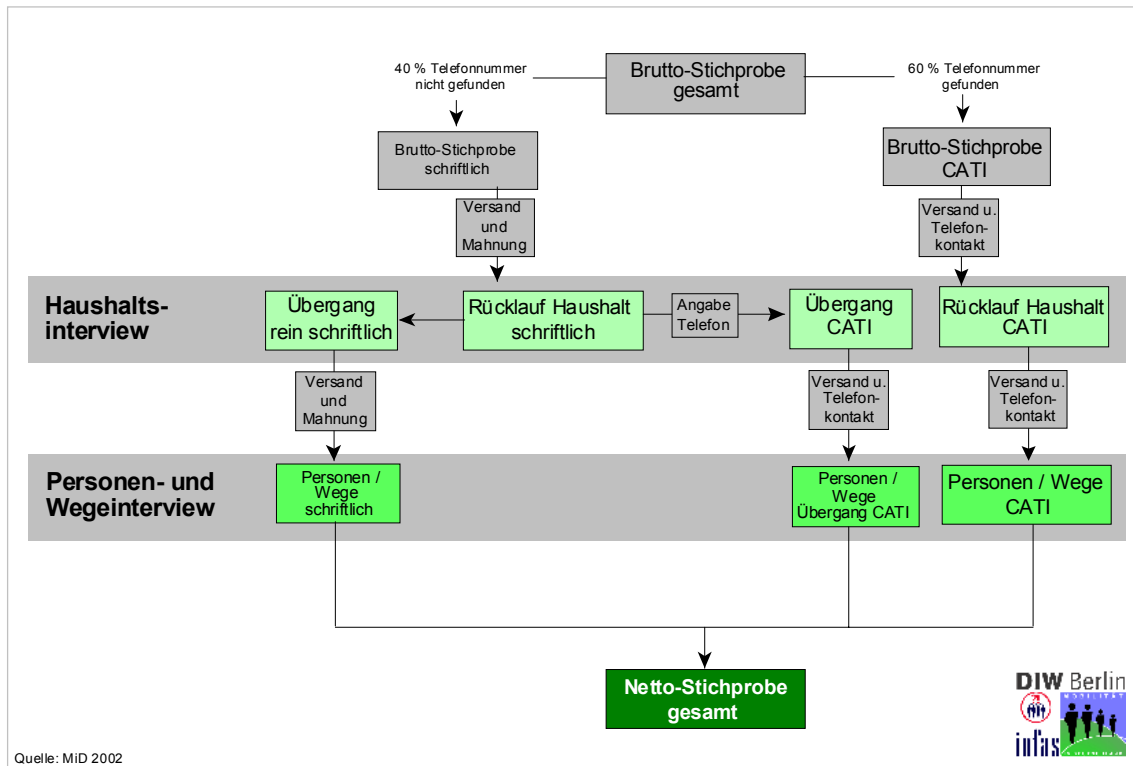 40 % Telefonnummer
nicht gefunden
Brutto-Stichprobe
gesamt
60 % Telefonnummer
gefunden
Brutto-Stichprobe
schriftlich
Brutto-Stichprobe
CATI
Versand
und
Mahnung
Versand u.
Telefon-
kontakt
Haushalts-
interview
Übergang
rein schriftlich
Rücklauf Haushalt
schriftlich
Angabe
Telefon
Übergang
CATI
Rücklauf Haushalt
CATI
Versand
und
Mahnung
Versand u.
Telefon-
kontakt
Versand u.
Telefon-
kontakt
Personen- und
Wegeinterview
Personen /
Wege
schriftlich
Personen /
Wege
Übergang CATI
Personen / Wege
CATI
Netto-Stichprobe
gesamt
DIW Berlin
MOBILITÄT
infas
Quelle: MiD 2002